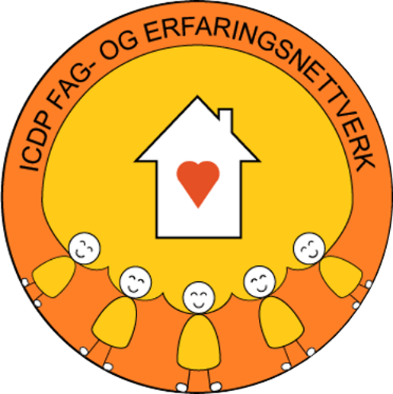 ICDP FAG- OG ERFARINGSNETTVERK